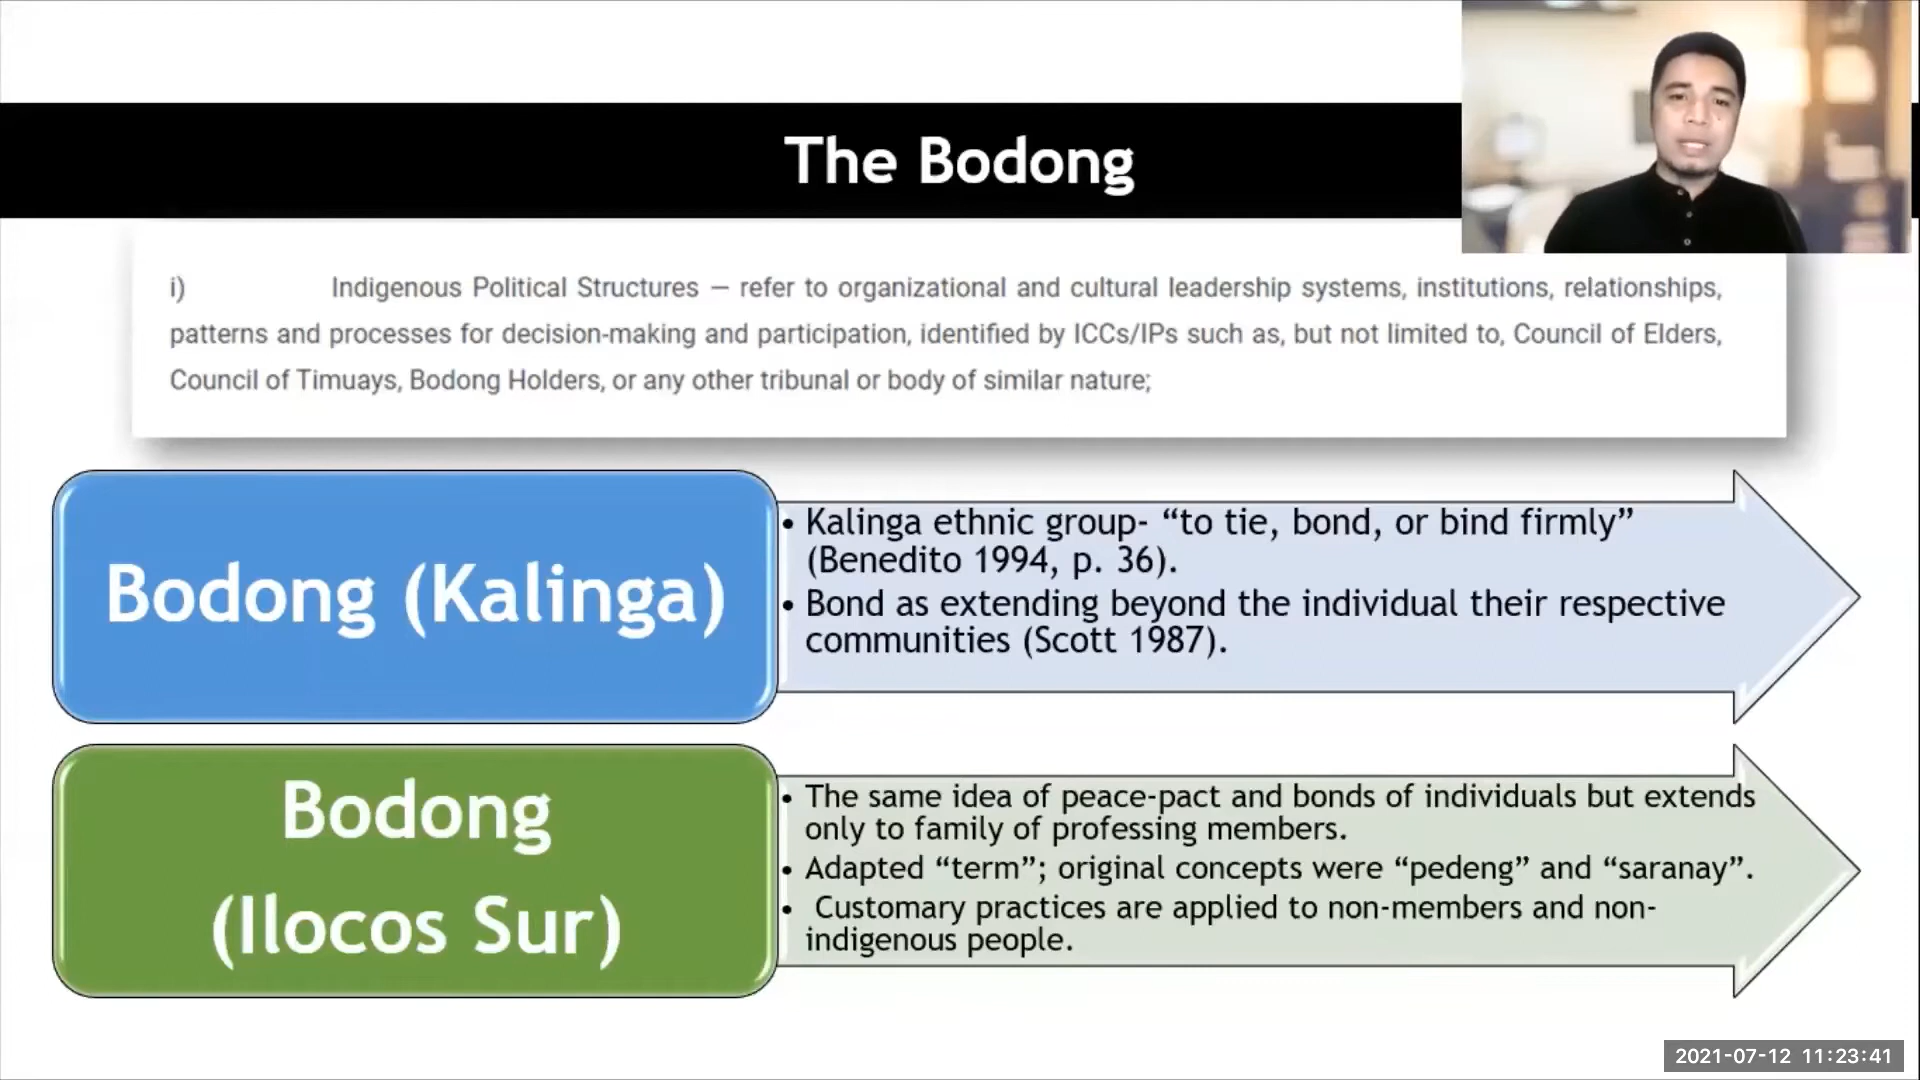 The Bodong
i) Indigenous Political Structures — refer to organizational and cultural leadership systems, institutions, relationships,
patterns and processes for decision-making and participation, identified by ICCs/IPs such as, but not limited to, Council of Elders,
Council of Timuays, Bodong Holders, or any other tribunal or body of similar nature;
Bodong (Kalinga)
• Kalinga ethnic group- “to tie, bond, or bind firmly”
(Benedito 1994, p. 36).
• Bond as extending beyond the individual their respective
communities (Scott 1987).
Bodong
(Ilocos Sur)
• The same idea of peace-pact and bonds of individuals but extends
only to family of professing members.
• Adapted “term”; original concepts were “pedeng” and “saranay”.
• Customary practices are applied to non-members and non-
indigenous people.
2021-07-12 11:23:41